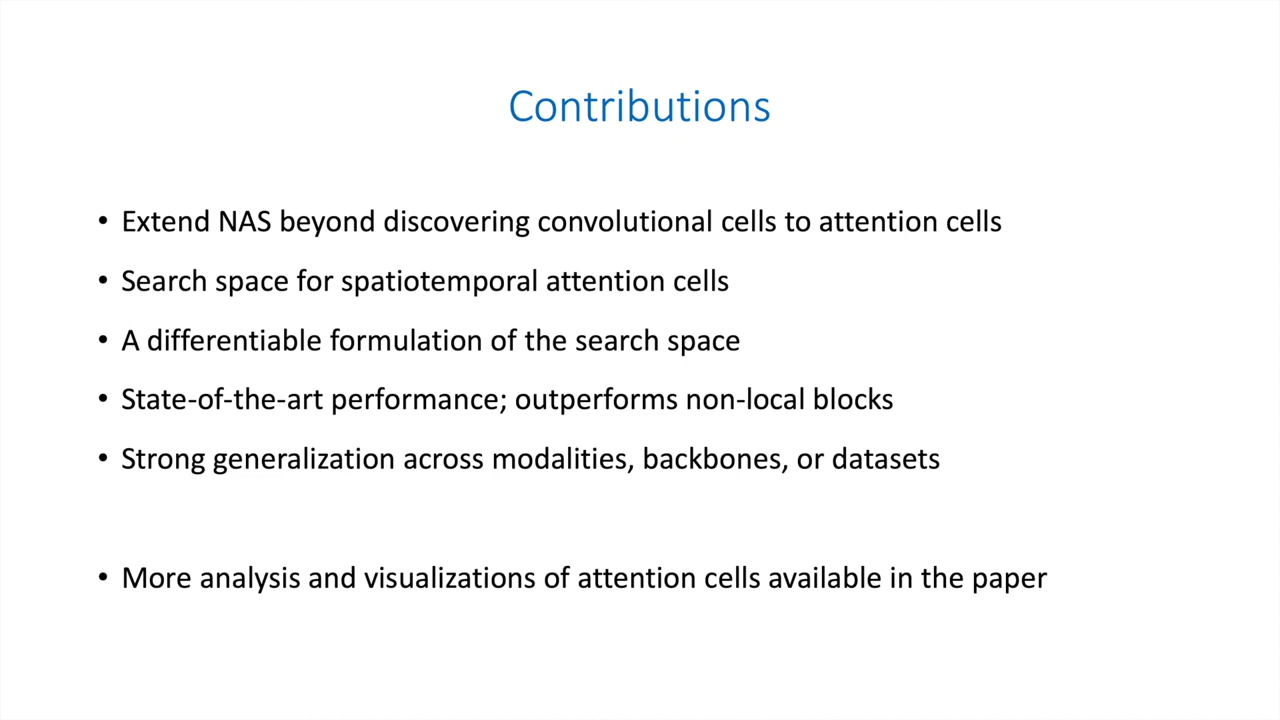 Contributions
• Extend NAS beyond discovering convolutional cells to attention cells
• Search space for spatiotemporal attention cells
• A differentiable formulation of the search space
• State-of-the-art performance; outperforms non-local blocks
• Strong generalization across modalities, backbones, or datasets
• More analysis and visualizations of attention cells available in the paper